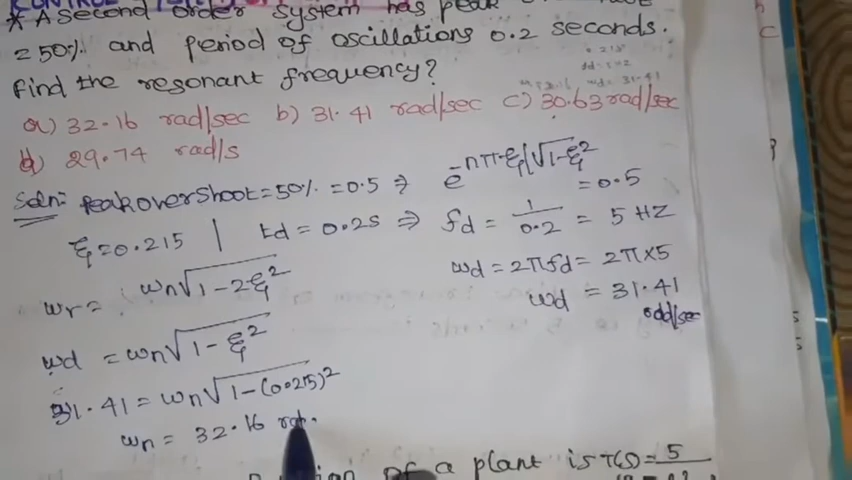 * A second order system has peak
= 50% and period of oscillations 0.2 seconds.
Find the resonant frequency?
a) 32.16 rad/sec b) 31.41 rad/sec c) 30.63 rad/sec
d) 29.74 rad/s
Soln:- Peak overshoot = 50% = 0.5 ⇒ e^-nπξ/√1-ξ² = 0.5
ξ = 0.215 | td = 0.2s ⇒ fd = 1/0.2 = 5 HZ
ωd = 2πfd = 2π×5
ωr = ωn√1-2ξ²
ωd = 31.41
ωd = ωn√1-ξ²
31.41 = ωn√1-(0.215)²
ωn = 32.16
of a plant is T(s) = 5